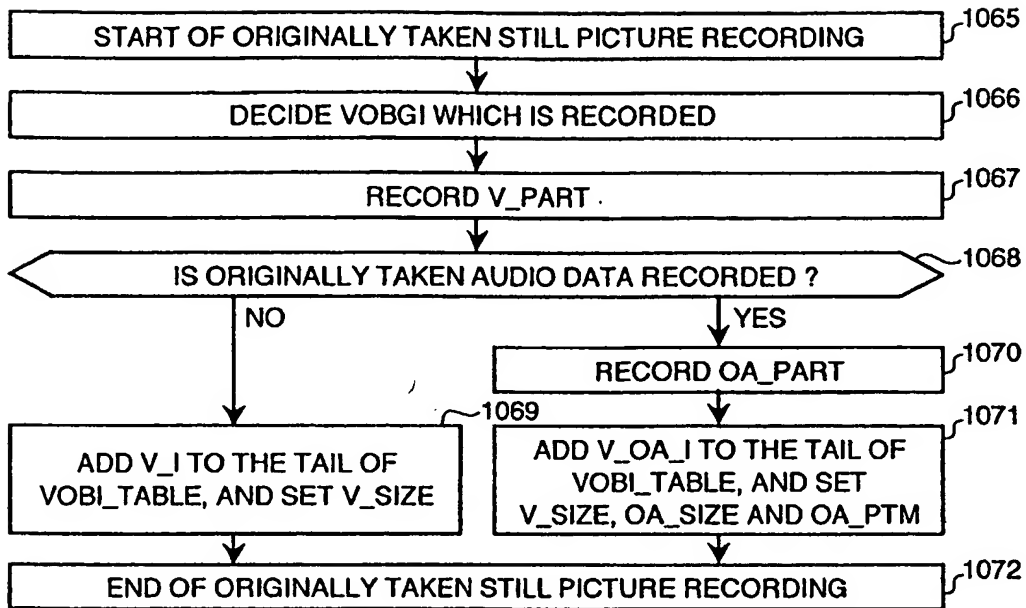 START OF ORIGINALLY TAKEN STILL PICTURE RECORDING
1065
DECIDE VOBGI WHICH IS RECORDED
1066
RECORD V_PART
1067
IS ORIGINALLY TAKEN AUDIO DATA RECORDED ?
1068
NO
YES
RECORD OA_PART
1070
1069
1071
ADD V_I TO THE TAIL OF
VOBI_TABLE, AND SET V_SIZE
ADD V_OA_I TO THE TAIL OF
VOBI_TABLE, AND SET
V_SIZE, OA_SIZE AND OA_PTM
END OF ORIGINALLY TAKEN STILL PICTURE RECORDING
1072